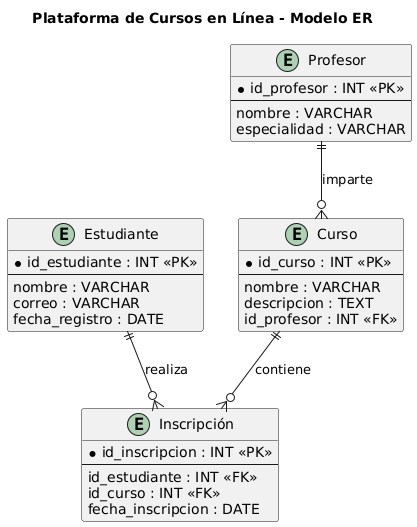 Plataforma de Cursos en Línea - Modelo ER
E Profesor
id_profesor : INT «PK»
nombre : VARCHAR
especialidad : VARCHAR
imparte
E Estudiante
id_estudiante : INT «PK»
nombre : VARCHAR
correo : VARCHAR
fecha_registro : DATE
E Curso
id_curso : INT «PK»
nombre : VARCHAR
descripcion : TEXT
id_profesor : INT «FK»
realiza
contiene
E Inscripción
id_inscripcion : INT «PK»
id_estudiante : INT «FK»
id_curso : INT «FK»
fecha_inscripcion : DATE